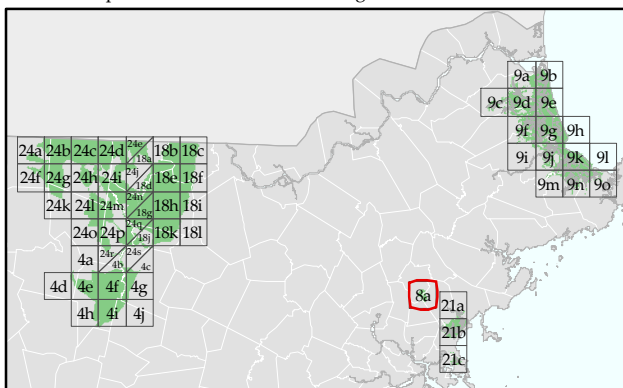 9a 9b
9c 9d 9e
9f 9g 9h
24a 24b 24c 24d 24e 18a 18b 18c
9i 9j 9k 9l
24f 24g 24h 24i 24j 18d 18e 18f
9m 9n 9o
24k 24l 24m 24n 18g 18h 18i
24o 24p 24q 18j 18k 18l
4a 24r 4b 24s 4c
4d 4e 4f 4g
8a
21a
4h 4i 4j
21b
21c